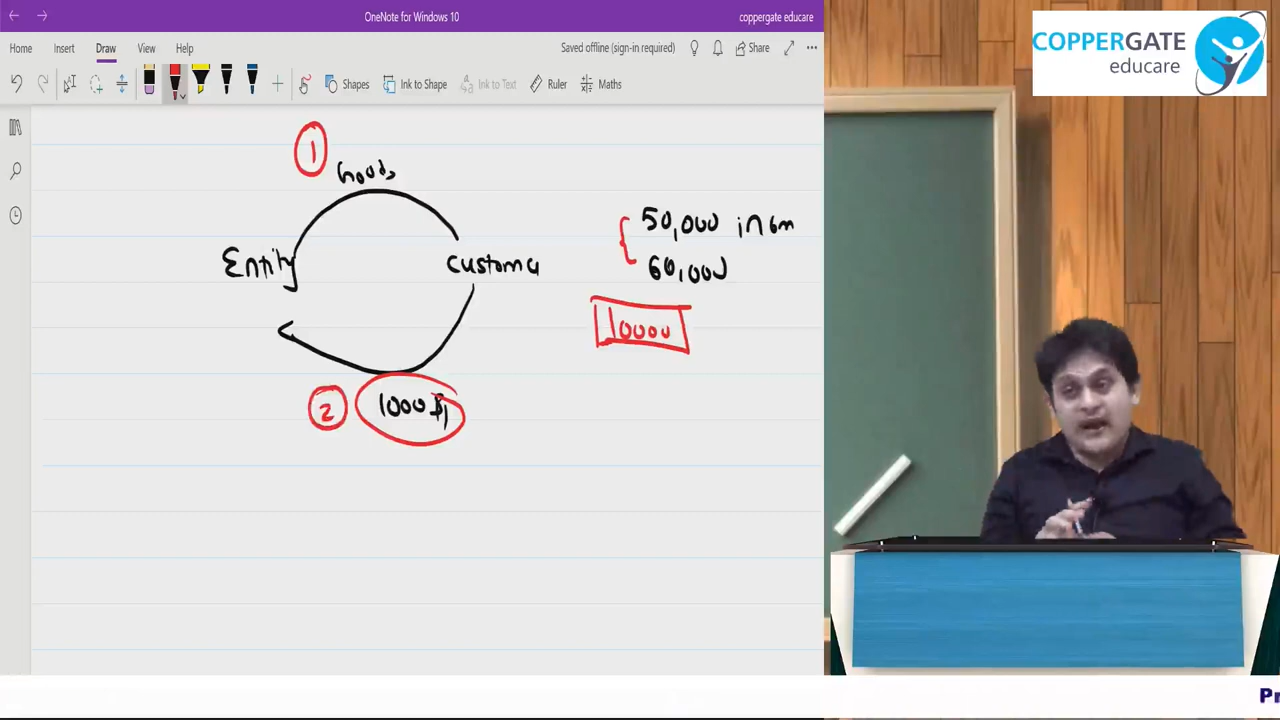 OneNote for Windows 10
coppergate educare
Home Insert Draw View Help
Saved offline (sign-in required)
Share
Shapes
Ink to Shape
Ink to Text
Ruler
Maths
COPPERGATE
educare
1
Goods
Entity
Custome
50,000 in 6m
60,000
10000
2
1000 $
Pr